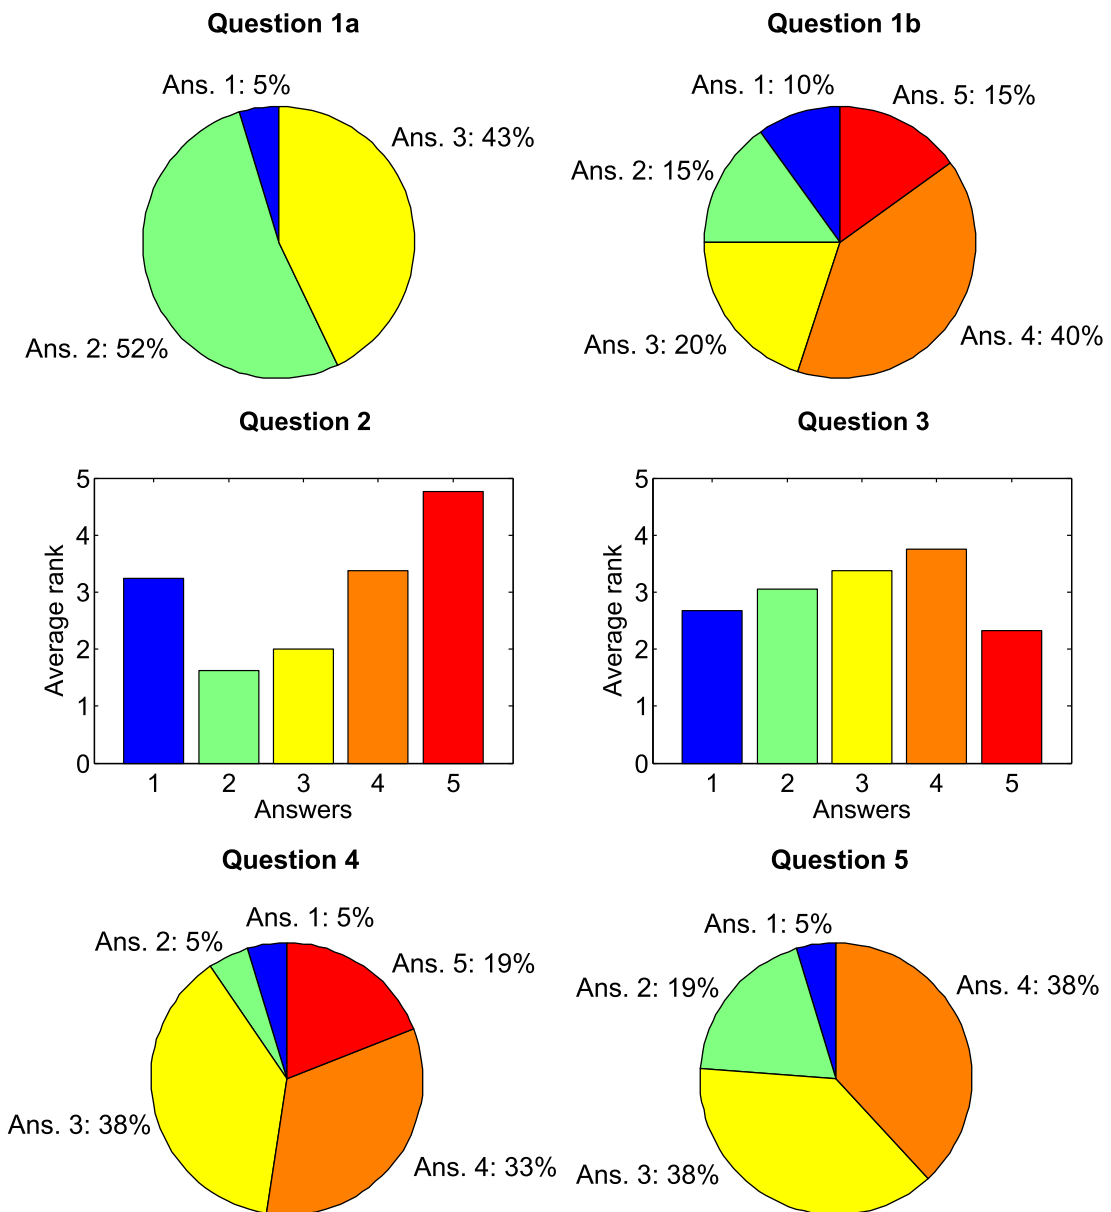 Question 1a
Ans. 1: 5%
Ans. 3: 43%
Ans. 2: 52%
Question 1b
Ans. 1: 10%
Ans. 5: 15%
Ans. 2: 15%
Ans. 3: 20%
Ans. 4: 40%
Question 2
Average rank
5
4
3
2
1
0
1 2 3 4 5
Answers
Question 3
Average rank
5
4
3
2
1
0
1 2 3 4 5
Answers
Question 4
Ans. 1: 5%
Ans. 2: 5%
Ans. 5: 19%
Ans. 3: 38%
Ans. 4: 33%
Question 5
Ans. 1: 5%
Ans. 2: 19%
Ans. 4: 38%
Ans. 3: 38%